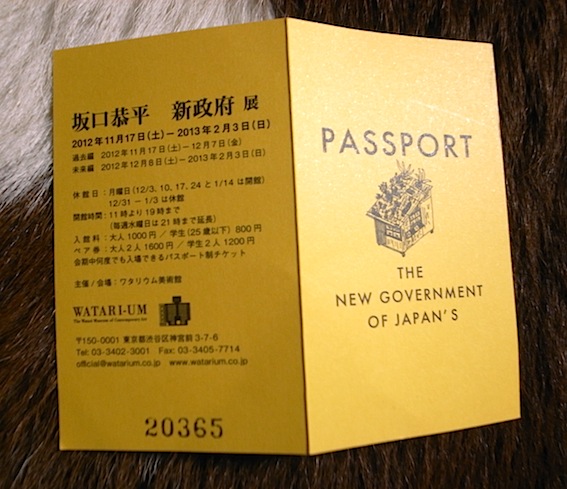 坂口恭平 新政府 展
2012年11月17日(土)－2013年2月3日(日)
過去編 2012年11月17日(土)－12月7日(金)
未来編 2012年12月8日(土)－2013年2月3日(日)
休館日：月曜日(12/3, 10, 17, 24と1/14は開館)
12/31 － 1/3は休館
開館時間：11時より19時まで
(毎週水曜日は21時まで延長)
入館料：大人1000円 ／ 学生(25歳以下) 800円
ペア券：大人2人 1600円 ／ 学生2人 1200円
会期中何度でも入場できるパスポート制チケット
主催 / 会場：ワタリウム美術館
WATARI-UM
The Watari Museum of Contemporary Art
〒150-0001 東京都渋谷区神宮前3-7-6
Tel: 03-3402-3001 Fax: 03-3405-7714
official@watarium.co.jp www.watarium.co.jp
20365
PASSPORT
THE
NEW GOVERNMENT
OF JAPAN'S